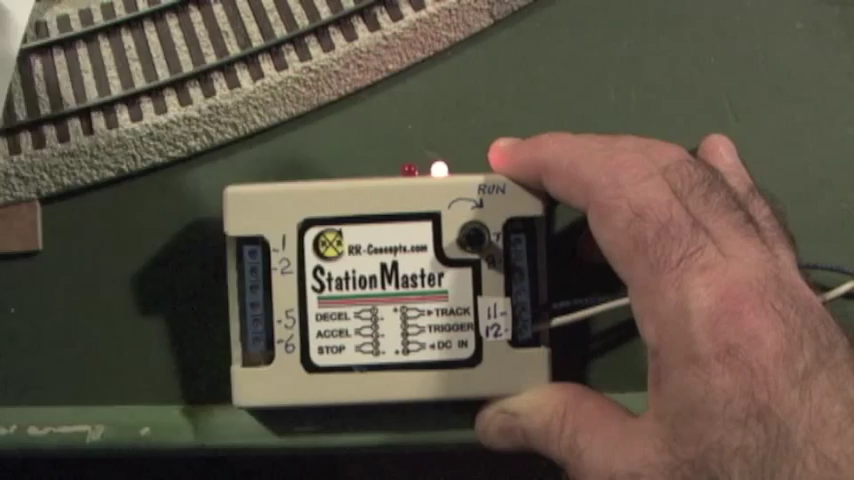 RUN
-1
-2
RR-Concepts.com
StationMaster
DECEL - + TRACK
ACCEL TRIGGER
STOP - + DC IN
-5
-6
11-
12-